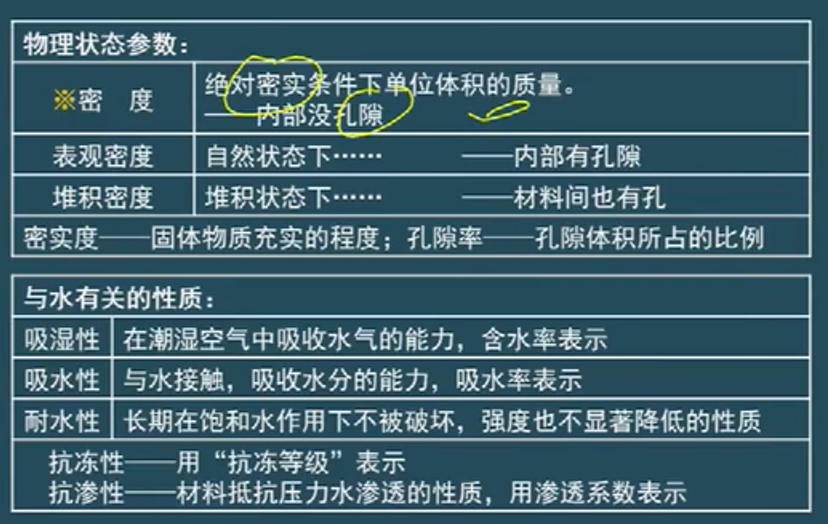 物理状态参数：
※密 度
绝对密实条件下单位体积的质量。
——内部没孔隙
表观密度 自然状态下…… ——内部有孔隙
堆积密度 堆积状态下…… ——材料间也有孔
密实度——固体物质充实的程度；孔隙率——孔隙体积所占的比例
与水有关的性质：
吸湿性 在潮湿空气中吸收水气的能力，含水率表示
吸水性 与水接触，吸收水分的能力，吸水率表示
耐水性 长期在饱和水作用下不被破坏，强度也不显著降低的性质
抗冻性——用“抗冻等级”表示
抗渗性——材料抵抗压力水渗透的性质，用渗透系数表示